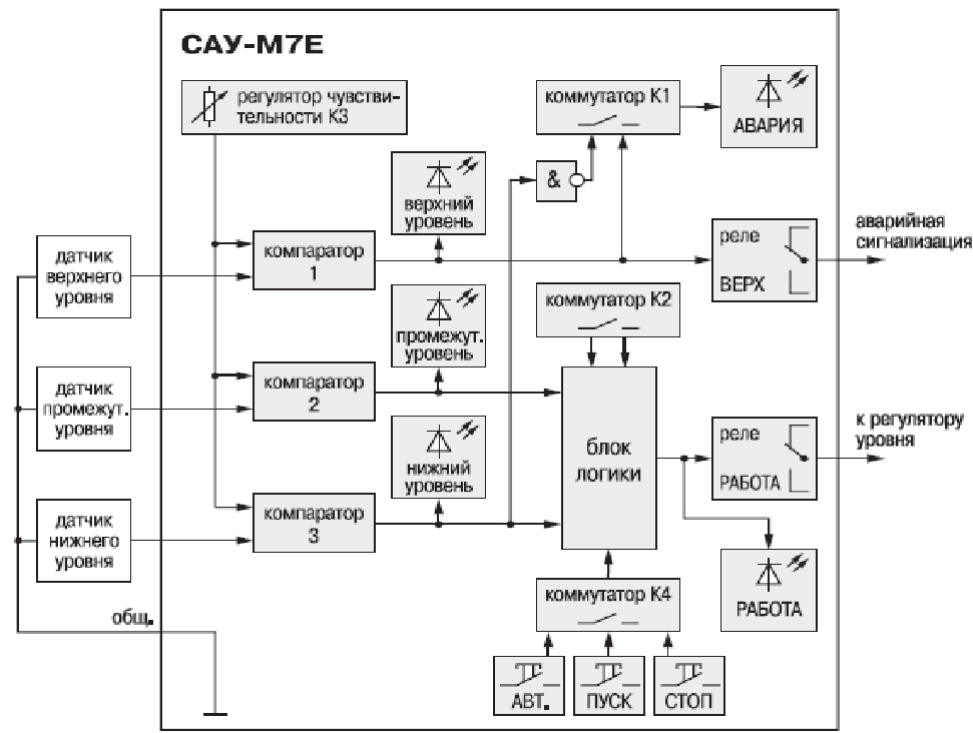 САУ-М7Е
регулятор чувстви-
тельности К3
коммутатор К1
АВАРИЯ
&
верхний
уровень
датчик
верхнего
уровня
компаратор
1
реле
ВЕРХ
аварийная
сигнализация
коммутатор К2
промежут.
уровень
датчик
промежут.
уровня
компаратор
2
блок
логики
реле
РАБОТА
к регулятору
уровня
нижний
уровень
датчик
нижнего
уровня
компаратор
3
коммутатор К4
РАБОТА
общ.
АВТ.
ПУСК
СТОП